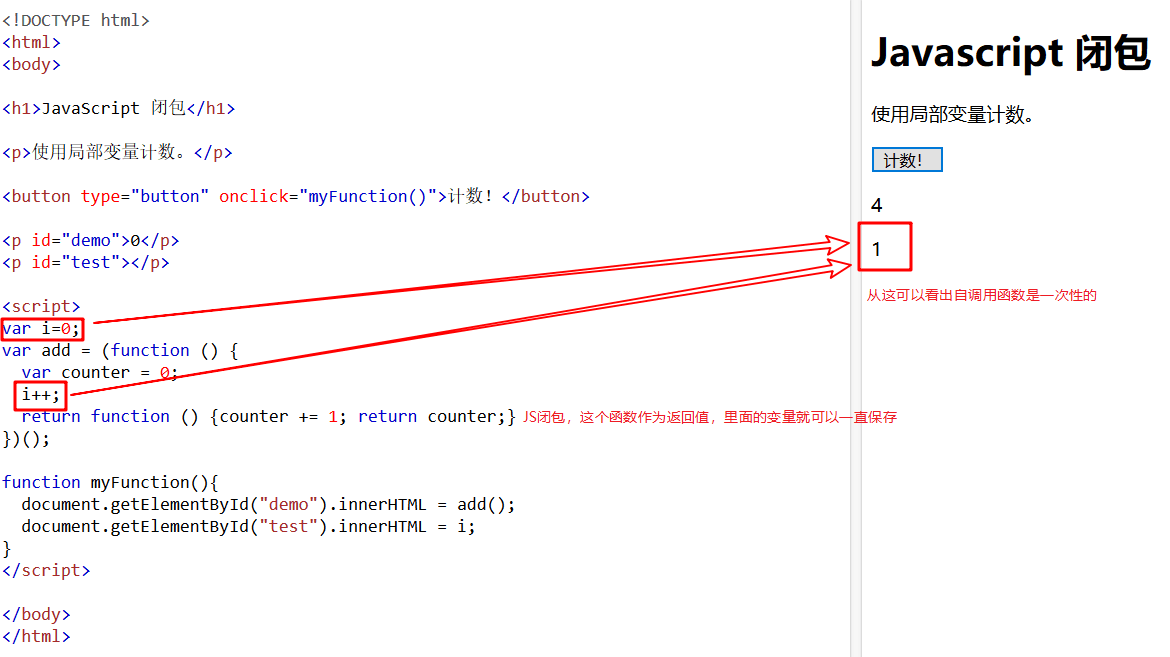 <!DOCTYPE html>
<html>
<body>
<h1>JavaScript 闭包</h1>
<p>使用局部变量计数。</p>
<button type="button" onclick="myFunction()">计数！</button>
<p id="demo">0</p>
<p id="test"></p>
<script>
var i=0;
var add = (function () {
  var counter = 0;
  i++;
  return function () {counter += 1; return counter;} JS闭包，这个函数作为返回值，里面的变量就可以一直保存
})();
function myFunction(){
  document.getElementById("demo").innerHTML = add();
  document.getElementById("test").innerHTML = i;
}
</script>
</body>
</html>
Javascript 闭包
使用局部变量计数。
计数！
4
1
从这可以看出自调用函数是一次性的